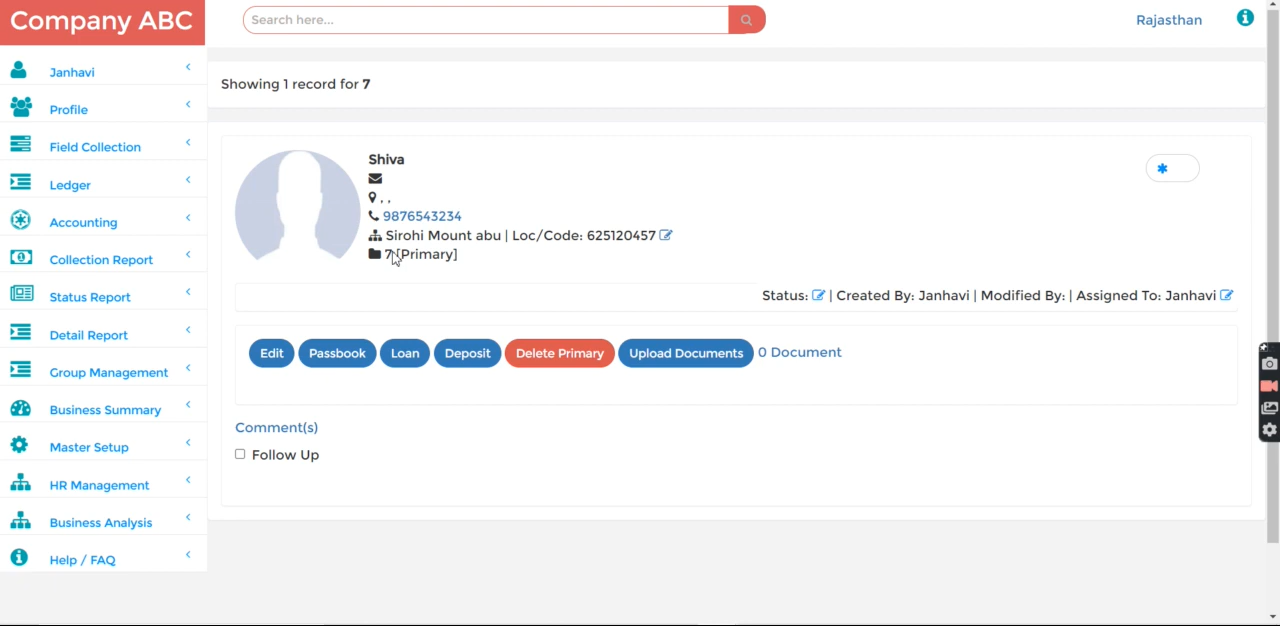 Company ABC
Search here...
Rajasthan
Janhavi
Profile
Field Collection
Ledger
Accounting
Collection Report
Status Report
Detail Report
Group Management
Business Summary
Master Setup
HR Management
Business Analysis
Help / FAQ
Showing 1 record for 7
Shiva
, ,
9876543234
Sirohi Mount abu | Loc/Code: 625120457
7 [Primary]
Status: | Created By: Janhavi | Modified By: | Assigned To: Janhavi
Edit Passbook Loan Deposit Delete Primary Upload Documents 0 Document
Comment(s)
Follow Up